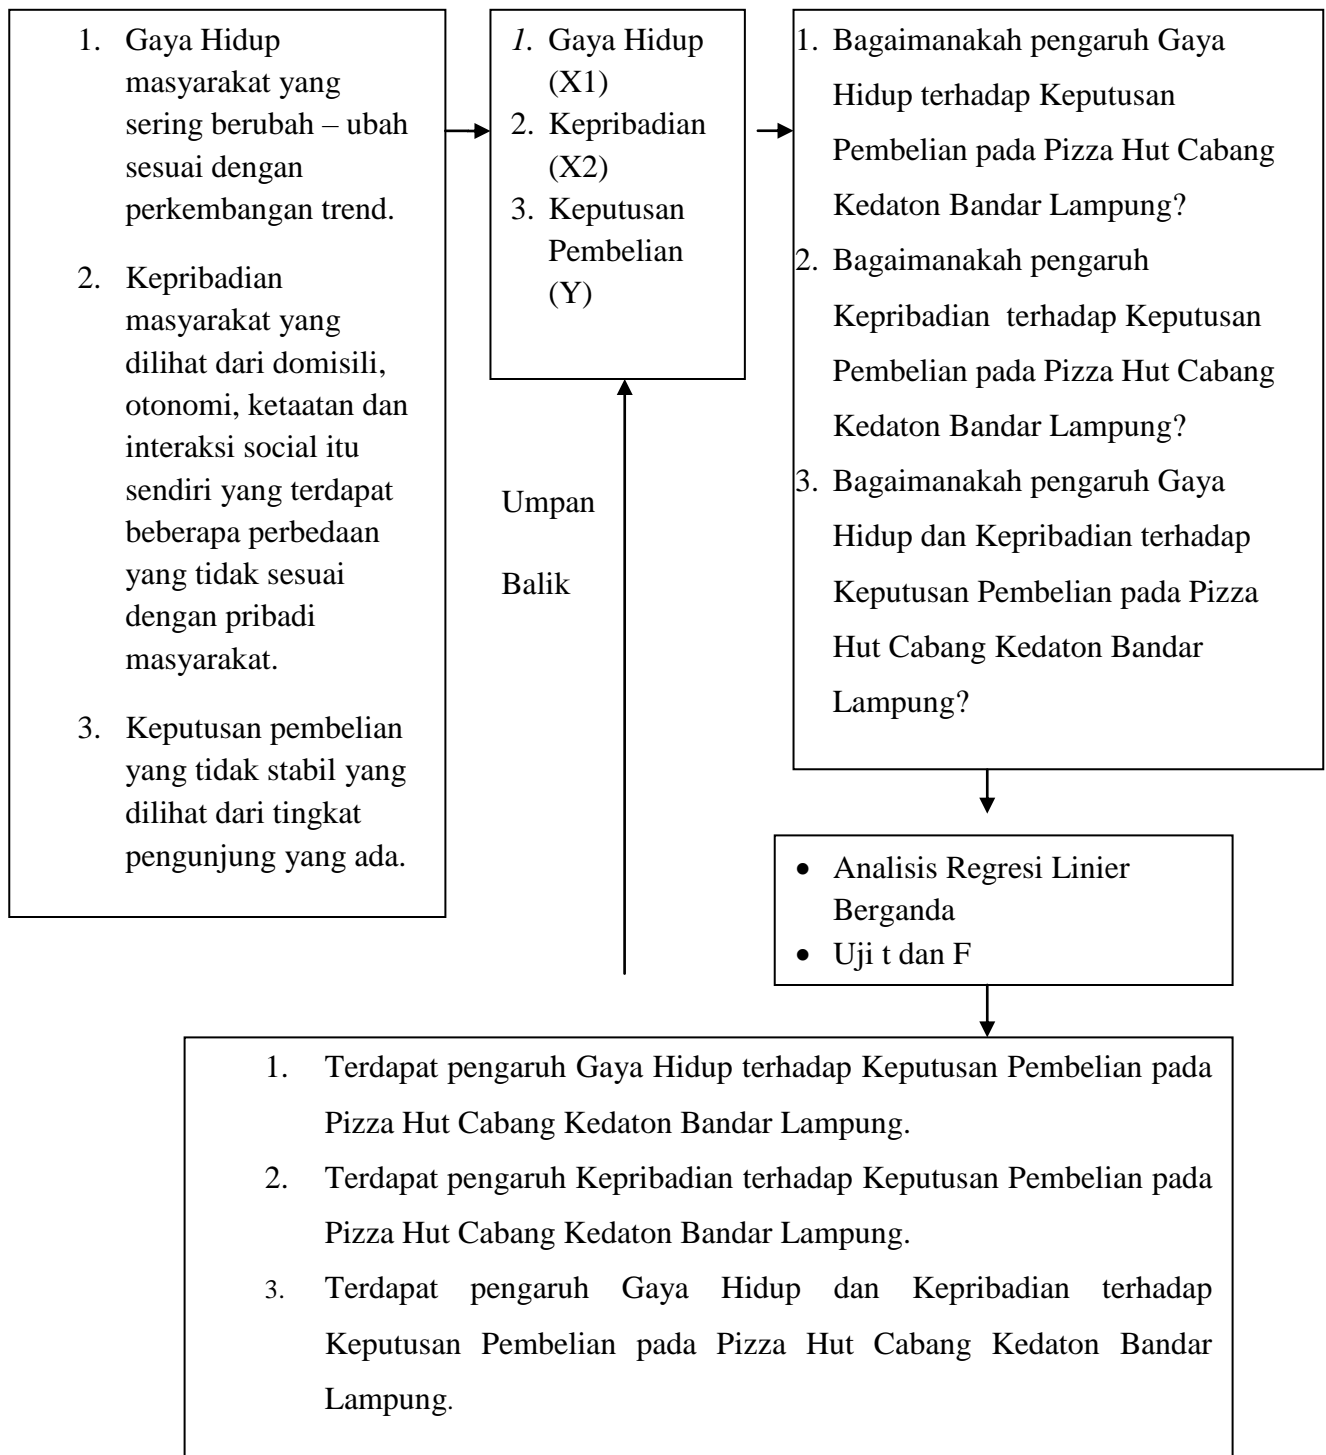 1. Gaya Hidup
masyarakat yang
sering berubah – ubah
sesuai dengan
perkembangan trend.
2. Kepribadian
masyarakat yang
dilihat dari domisili,
otonomi, ketaatan dan
interaksi social itu
sendiri yang terdapat
beberapa perbedaan
yang tidak sesuai
dengan pribadi
masyarakat.
3. Keputusan pembelian
yang tidak stabil yang
dilihat dari tingkat
pengunjung yang ada.
1. Gaya Hidup
(X1)
2. Kepribadian
(X2)
3. Keputusan
Pembelian
(Y)
1. Bagaimanakah pengaruh Gaya
Hidup terhadap Keputusan
Pembelian pada Pizza Hut Cabang
Kedaton Bandar Lampung?
2. Bagaimanakah pengaruh
Kepribadian terhadap Keputusan
Pembelian pada Pizza Hut Cabang
Kedaton Bandar Lampung?
3. Bagaimanakah pengaruh Gaya
Hidup dan Kepribadian terhadap
Keputusan Pembelian pada Pizza
Hut Cabang Kedaton Bandar
Lampung?
Umpan
Balik
• Analisis Regresi Linier
Berganda
• Uji t dan F
1. Terdapat pengaruh Gaya Hidup terhadap Keputusan Pembelian pada
Pizza Hut Cabang Kedaton Bandar Lampung.
2. Terdapat pengaruh Kepribadian terhadap Keputusan Pembelian pada
Pizza Hut Cabang Kedaton Bandar Lampung.
3. Terdapat pengaruh Gaya Hidup dan Kepribadian terhadap
Keputusan Pembelian pada Pizza Hut Cabang Kedaton Bandar
Lampung.